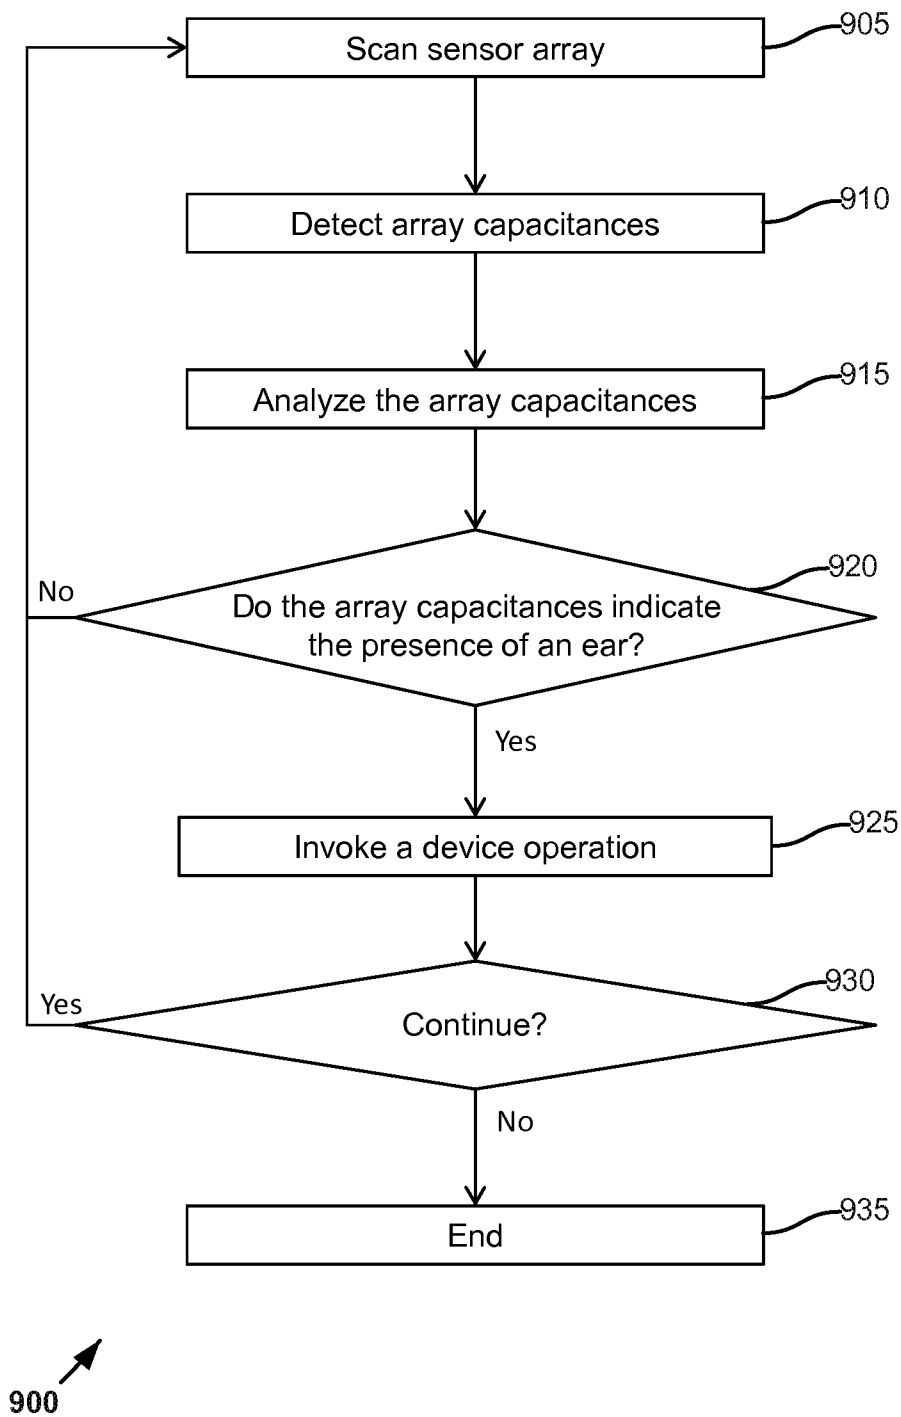 905
Scan sensor array
910
Detect array capacitances
915
Analyze the array capacitances
920
No
Do the array capacitances indicate
the presence of an ear?
Yes
925
Invoke a device operation
930
Yes
Continue?
No
935
End
900